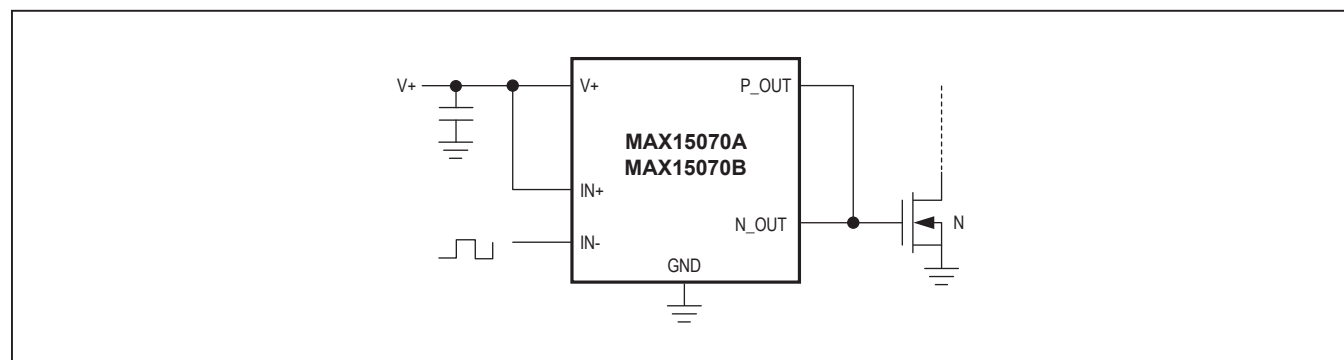 V+
V+
P_OUT
MAX15070A
MAX15070B
IN+
N_OUT
N
IN-
GND